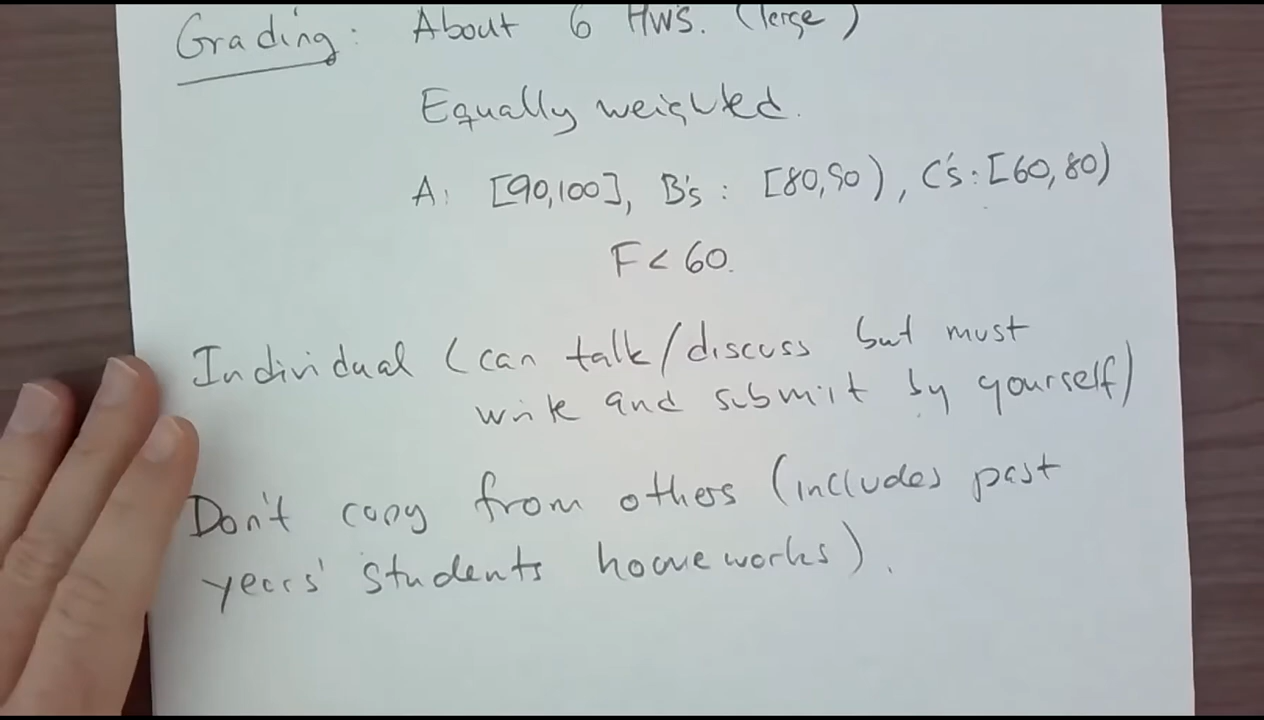 Grading: About 6 HWs. (large)
Equally weighted.
A: [90,100], B's : [80,90), C's: [60,80)
F < 60.
Individual (can talk/discuss but must
write and submit by yourself)
Don't copy from others (includes past
years' students homeworks).